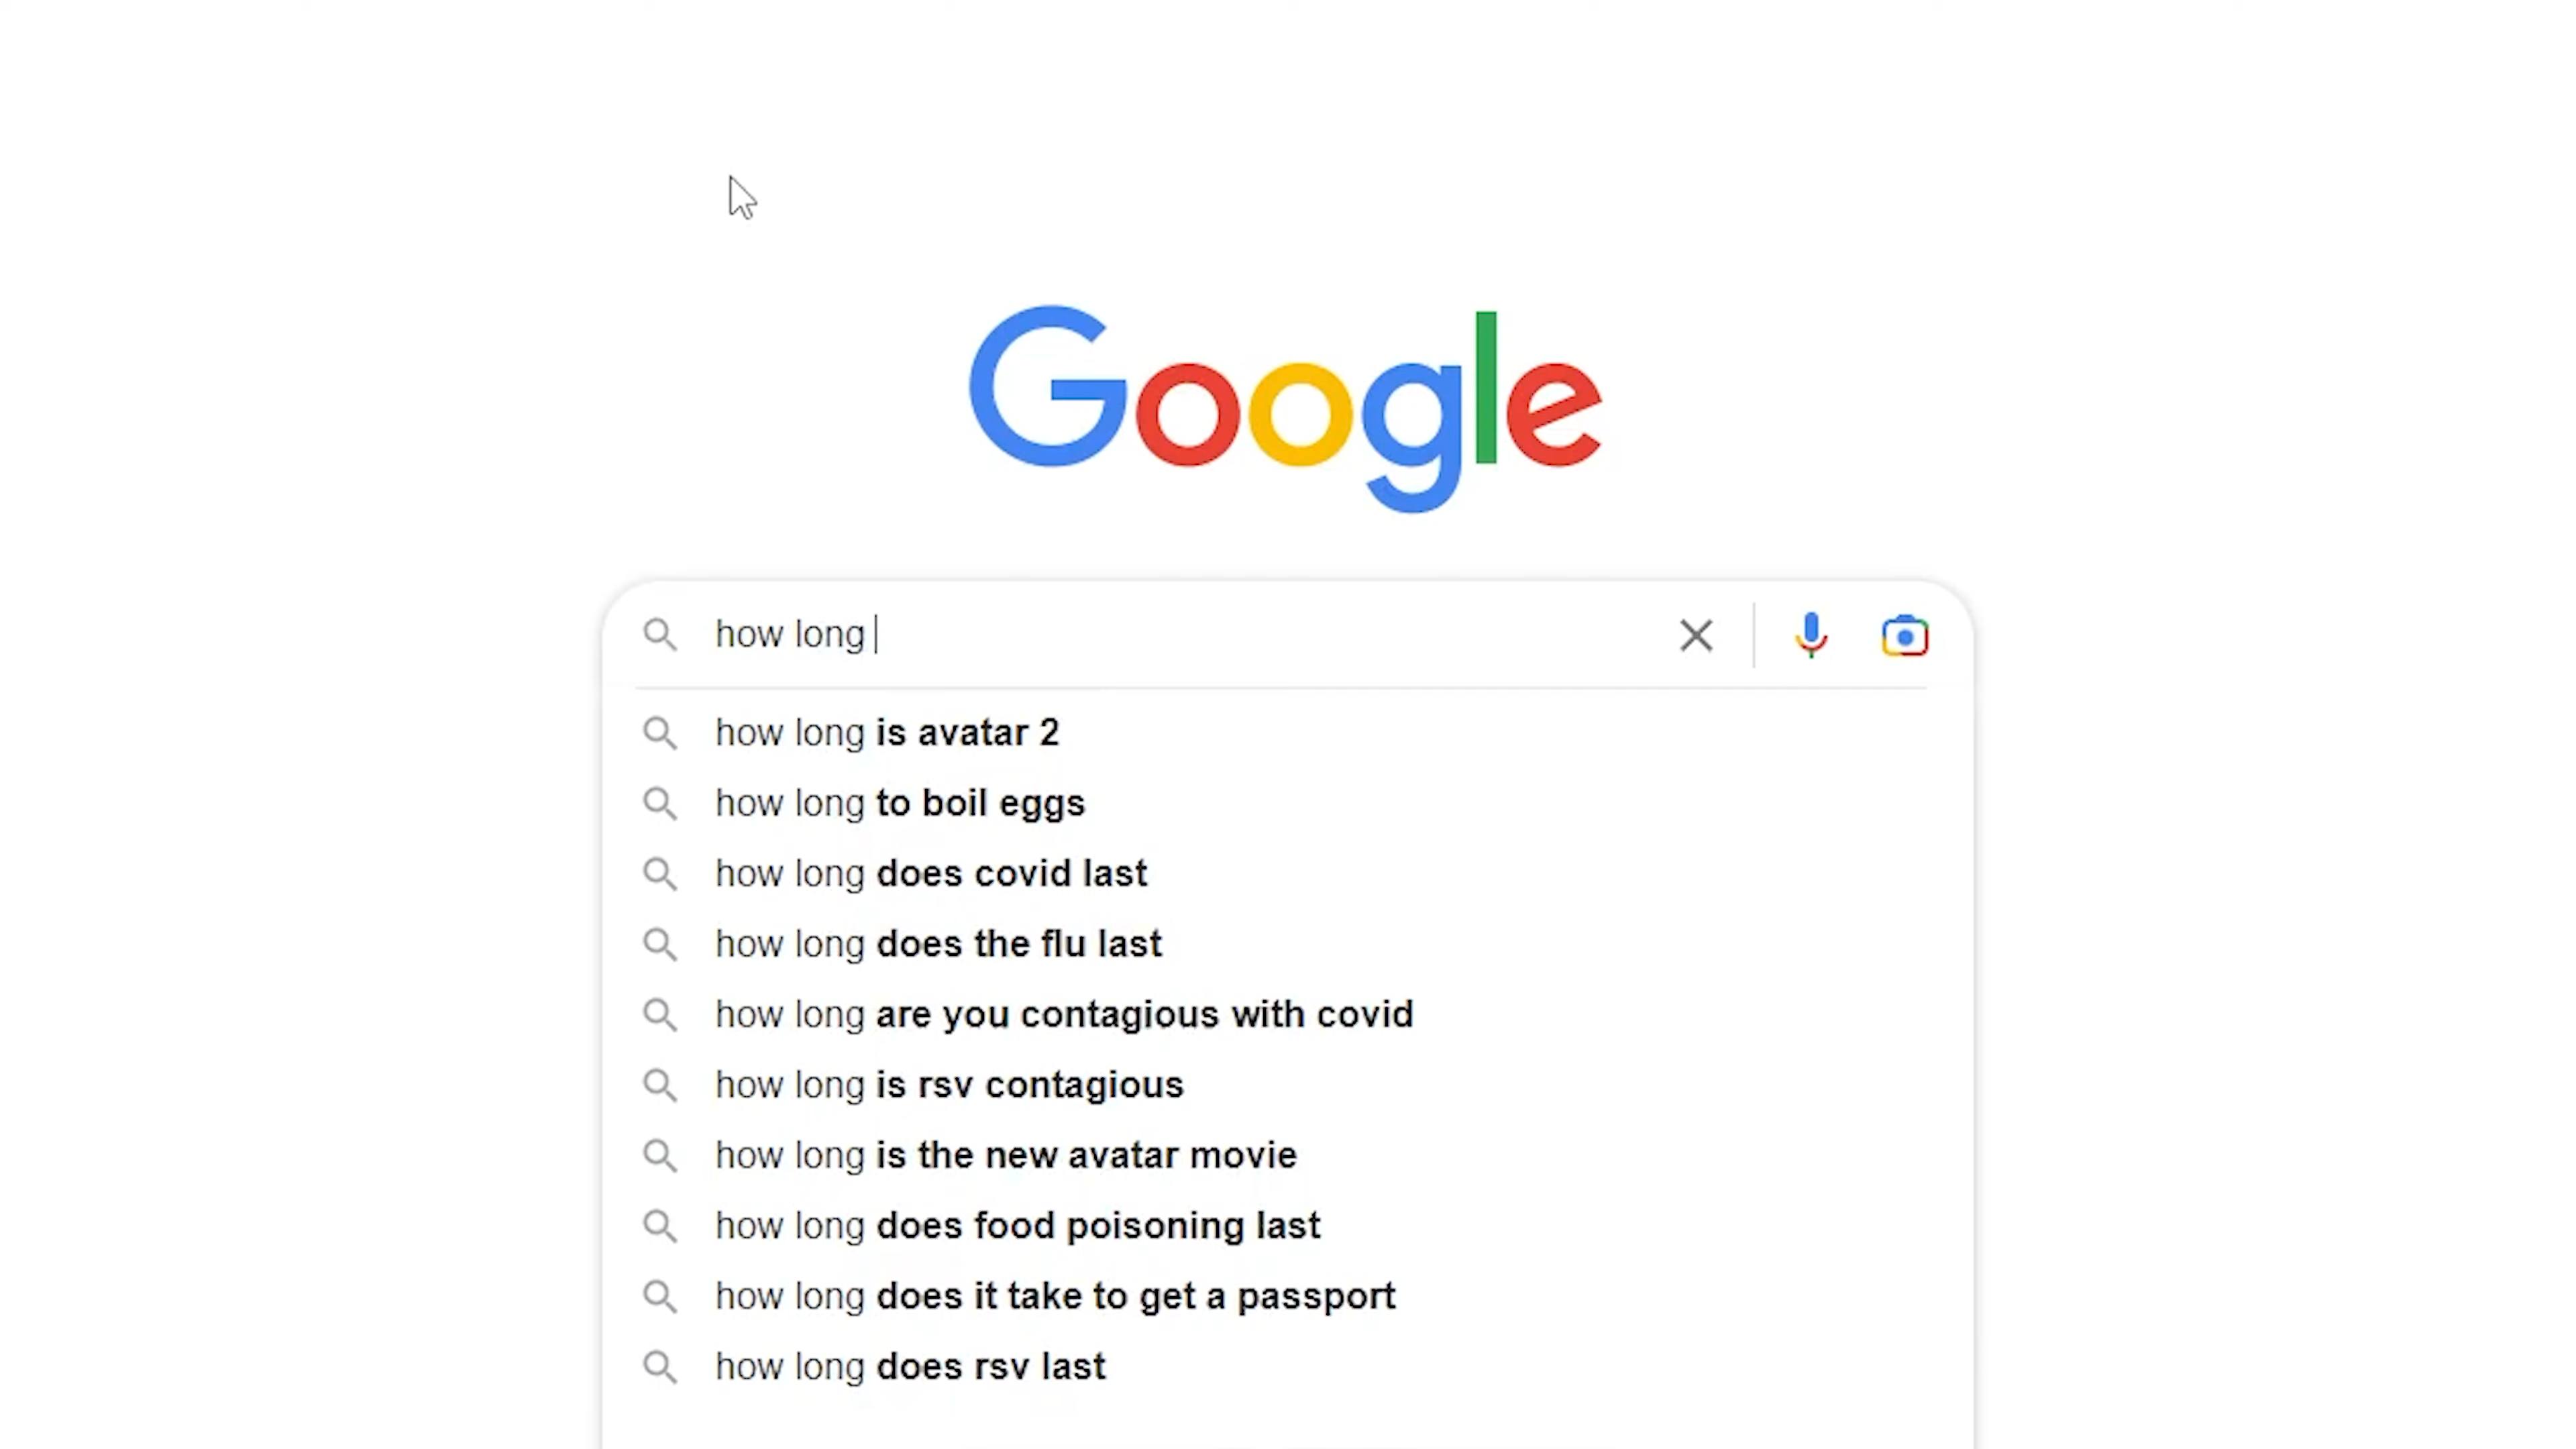 Google
how long
how long is avatar 2
how long to boil eggs
how long does covid last
how long does the flu last
how long are you contagious with covid
how long is rsv contagious
how long is the new avatar movie
how long does food poisoning last
how long does it take to get a passport
how long does rsv last